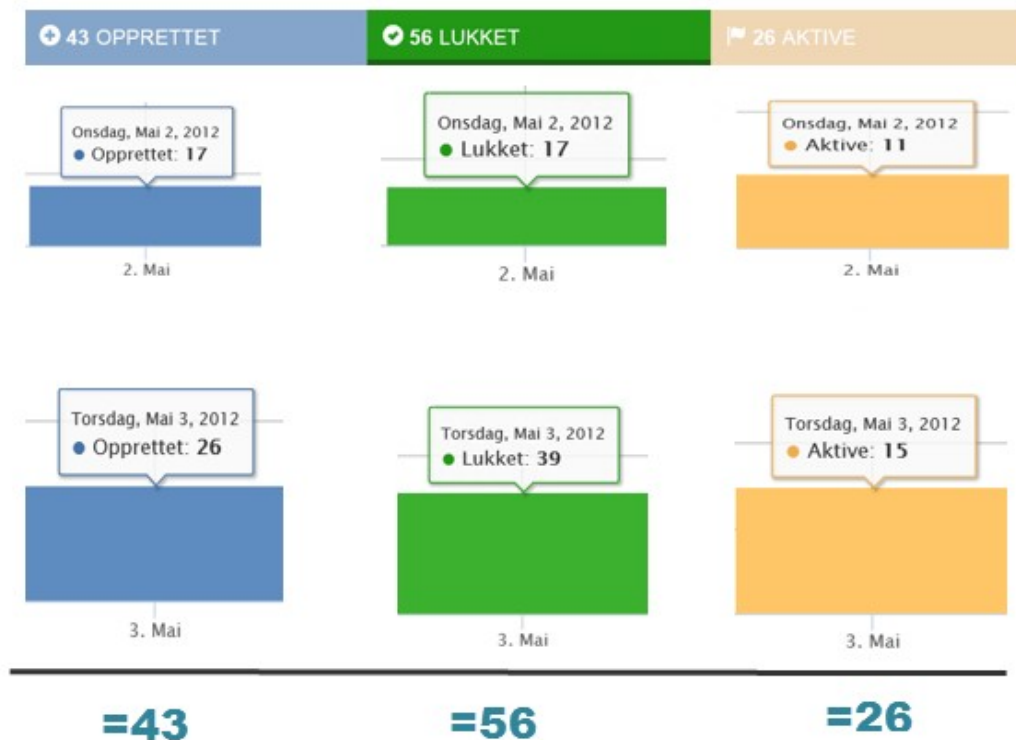 43 OPPRETTET
56 LUKKET
26 AKTIVE
Onsdag, Mai 2, 2012
Opprettet: 17
2. Mai
Onsdag, Mai 2, 2012
Lukket: 17
2. Mai
Onsdag, Mai 2, 2012
Aktive: 11
2. Mai
Torsdag, Mai 3, 2012
Opprettet: 26
3. Mai
Torsdag, Mai 3, 2012
Lukket: 39
3. Mai
Torsdag, Mai 3, 2012
Aktive: 15
3. Mai
=43
=56
=26